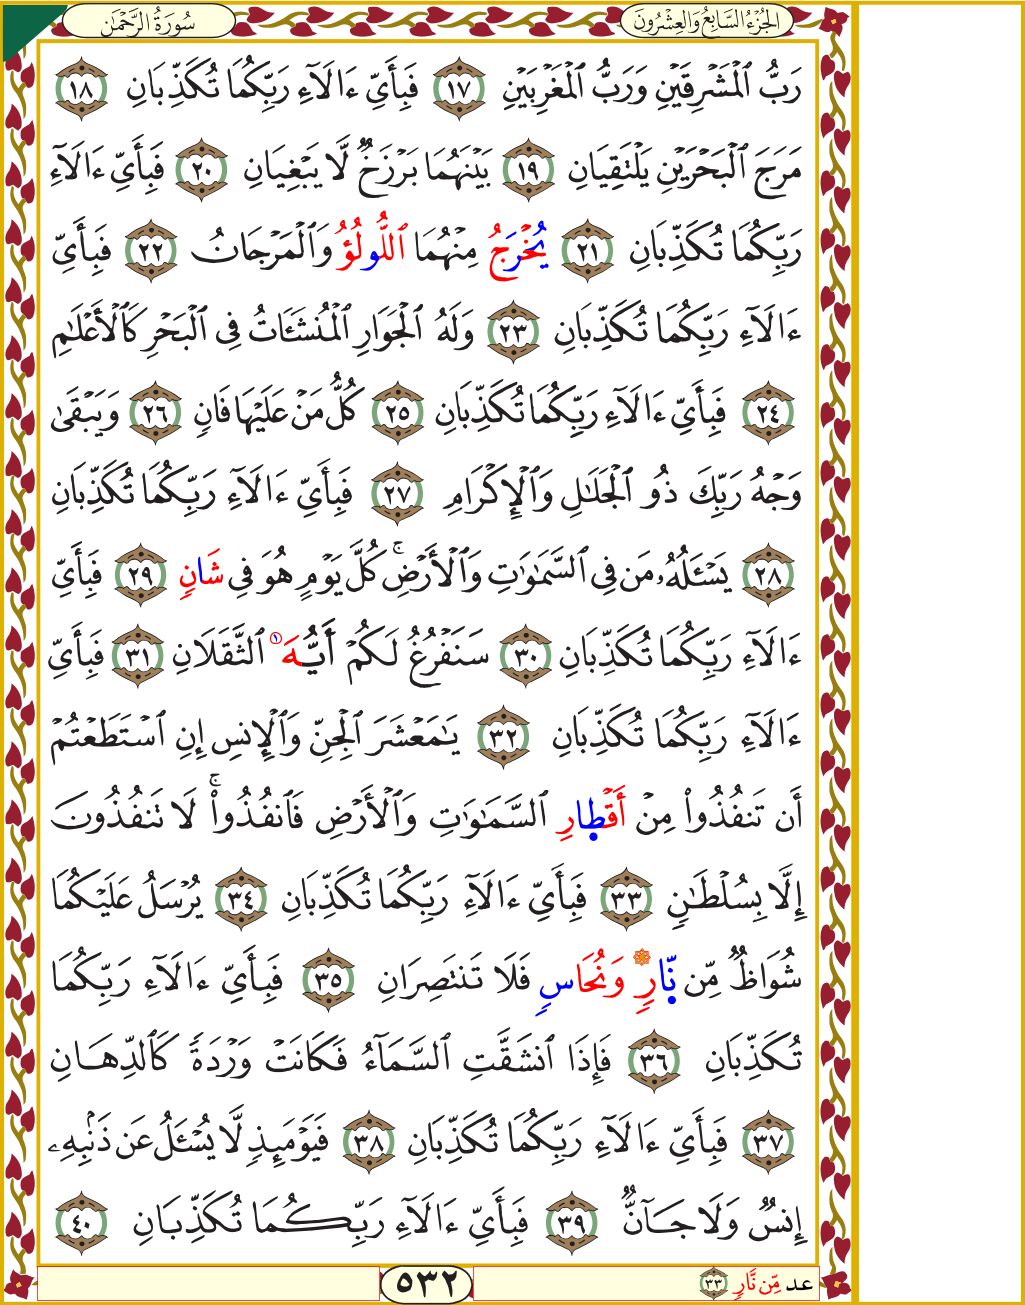 سُورَةُ الرَّحْمَٰن
الجُزءُ السَّابِعُ وَالعِشْرُونَ
رَبُّ ٱلْمَشْرِقَيْنِ وَرَبُّ ٱلْمَغْرِبَيْنِ ١٧ فَبِأَىِّ ءَالَآءِ رَبِّكُمَا تُكَذِّبَانِ ١٨
مَرَجَ ٱلْبَحْرَيْنِ يَلْتَقِيَانِ ١٩ بَيْنَهُمَا بَرْزَخٌ لَّا يَبْغِيَانِ ٢٠ فَبِأَىِّ ءَالَآءِ
رَبِّكُمَا تُكَذِّبَانِ ٢١ يُخْرَجُ مِنْهُمَا ٱللُّولُؤُ وَٱلْمَرْجَانُ ٢٢ فَبِأَىِّ
ءَالَآءِ رَبِّكُمَا تُكَذِّبَانِ ٢٣ وَلَهُ ٱلْجَوَارِ ٱلْمُنشَـَٔاتُ فِى ٱلْبَحْرِ كَٱلْأَعْلَٰمِ
٢٤ فَبِأَىِّ ءَالَآءِ رَبِّكُمَا تُكَذِّبَانِ ٢٥ كُلُّ مَنْ عَلَيْهَا فَانٍ ٢٦ وَيَبْقَىٰ
وَجْهُ رَبِّكَ ذُو ٱلْجَلَٰلِ وَٱلْإِكْرَامِ ٢٧ فَبِأَىِّ ءَالَآءِ رَبِّكُمَا تُكَذِّبَانِ
٢٨ يَسْـَٔلُهُۥ مَن فِى ٱلسَّمَٰوَٰتِ وَٱلْأَرْضِ ۚ كُلَّ يَوْمٍ هُوَ فِى شَانٍ ٢٩ فَبِأَىِّ
ءَالَآءِ رَبِّكُمَا تُكَذِّبَانِ ٣٠ سَنَفْرُغُ لَكُمْ أَيُّهَ ١ ٱلثَّقَلَانِ ٣١ فَبِأَىِّ
ءَالَآءِ رَبِّكُمَا تُكَذِّبَانِ ٣٢ يَٰمَعْشَرَ ٱلْجِنِّ وَٱلْإِنسِ إِنِ ٱسْتَطَعْتُمْ
أَن تَنفُذُوا۟ مِنْ أَقْطِارِ ٱلسَّمَٰوَٰتِ وَٱلْأَرْضِ فَٱنفُذُوا۟ ۚ لَا تَنفُذُونَ
إِلَّا بِسُلْطَٰنٍ ٣٣ فَبِأَىِّ ءَالَآءِ رَبِّكُمَا تُكَذِّبَانِ ٣٤ يُرْسَلُ عَلَيْكُمَا
شُوَاظٌ مِّن نِّارٍ ۞ وَنُحَاسٍ فَلَا تَنتَصِرَانِ ٣٥ فَبِأَىِّ ءَالَآءِ رَبِّكُمَا
تُكَذِّبَانِ ٣٦ فَإِذَا ٱنشَقَّتِ ٱلسَّمَآءُ فَكَانَتْ وَرْدَةً كَٱلدِّهَانِ
٣٧ فَبِأَىِّ ءَالَآءِ رَبِّكُمَا تُكَذِّبَانِ ٣٨ فَيَوْمَئِذٍ لَّا يُسْـَٔلُ عَن ذَنۢبِهِۦ
إِنسٌ وَلَا جَآنٌّ ٣٩ فَبِأَىِّ ءَالَآءِ رَبِّكُمَا تُكَذِّبَانِ ٤٠
عد مِّن نَّارٍ ٣٣
٥٣٢